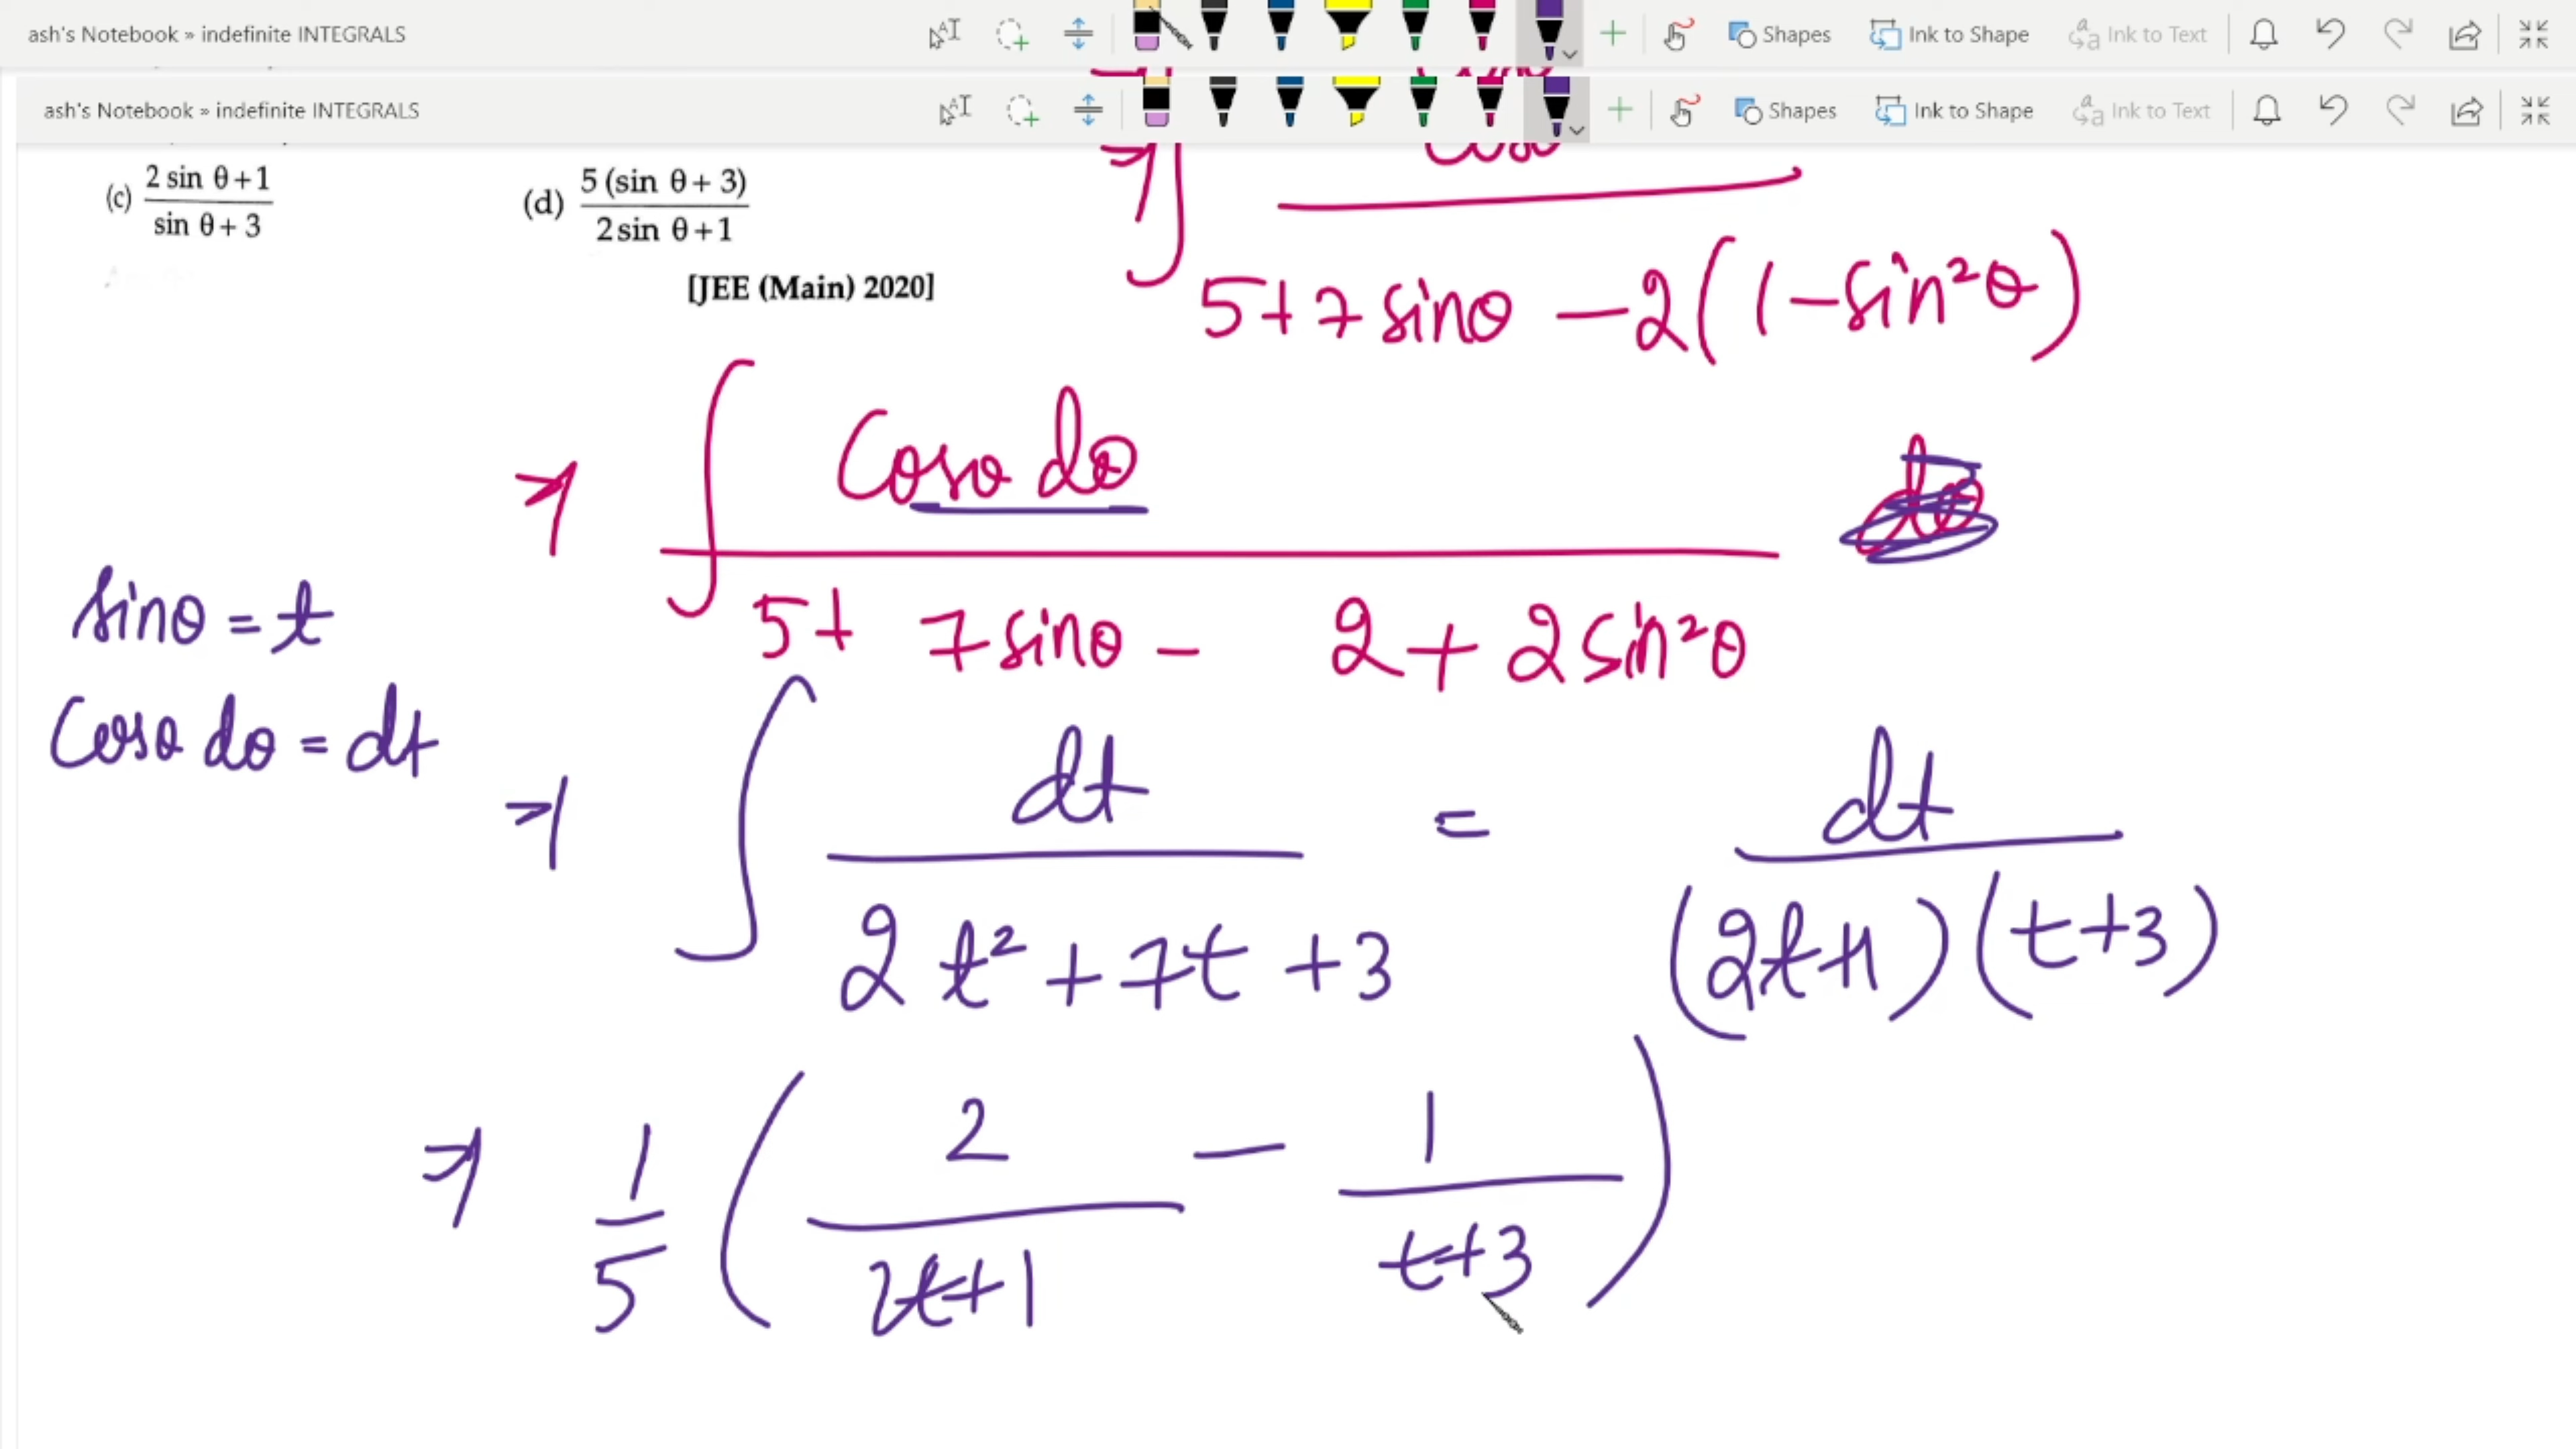 ash's Notebook » indefinite INTEGRALS
Shapes Ink to Shape Ink to Text
ash's Notebook » indefinite INTEGRALS
Shapes Ink to Shape Ink to Text
(c) 2 sin θ+1 / sin θ+3 (d) 5 (sin θ+3) / 2 sin θ+1
[JEE (Main) 2020]
⇒ ∫ cosθ / 5+7 sinθ −2(1−sin²θ)
⇒ ∫ cosθ dθ / 5+ 7 sinθ − 2 + 2 sin²θ
sinθ = t
cosθ dθ = dt
⇒ ∫ dt / 2t² + 7t + 3 = dt / (2t+1)(t+3)
⇒ 1/5 ( 2 / 2t+1 − 1 / t+3 )